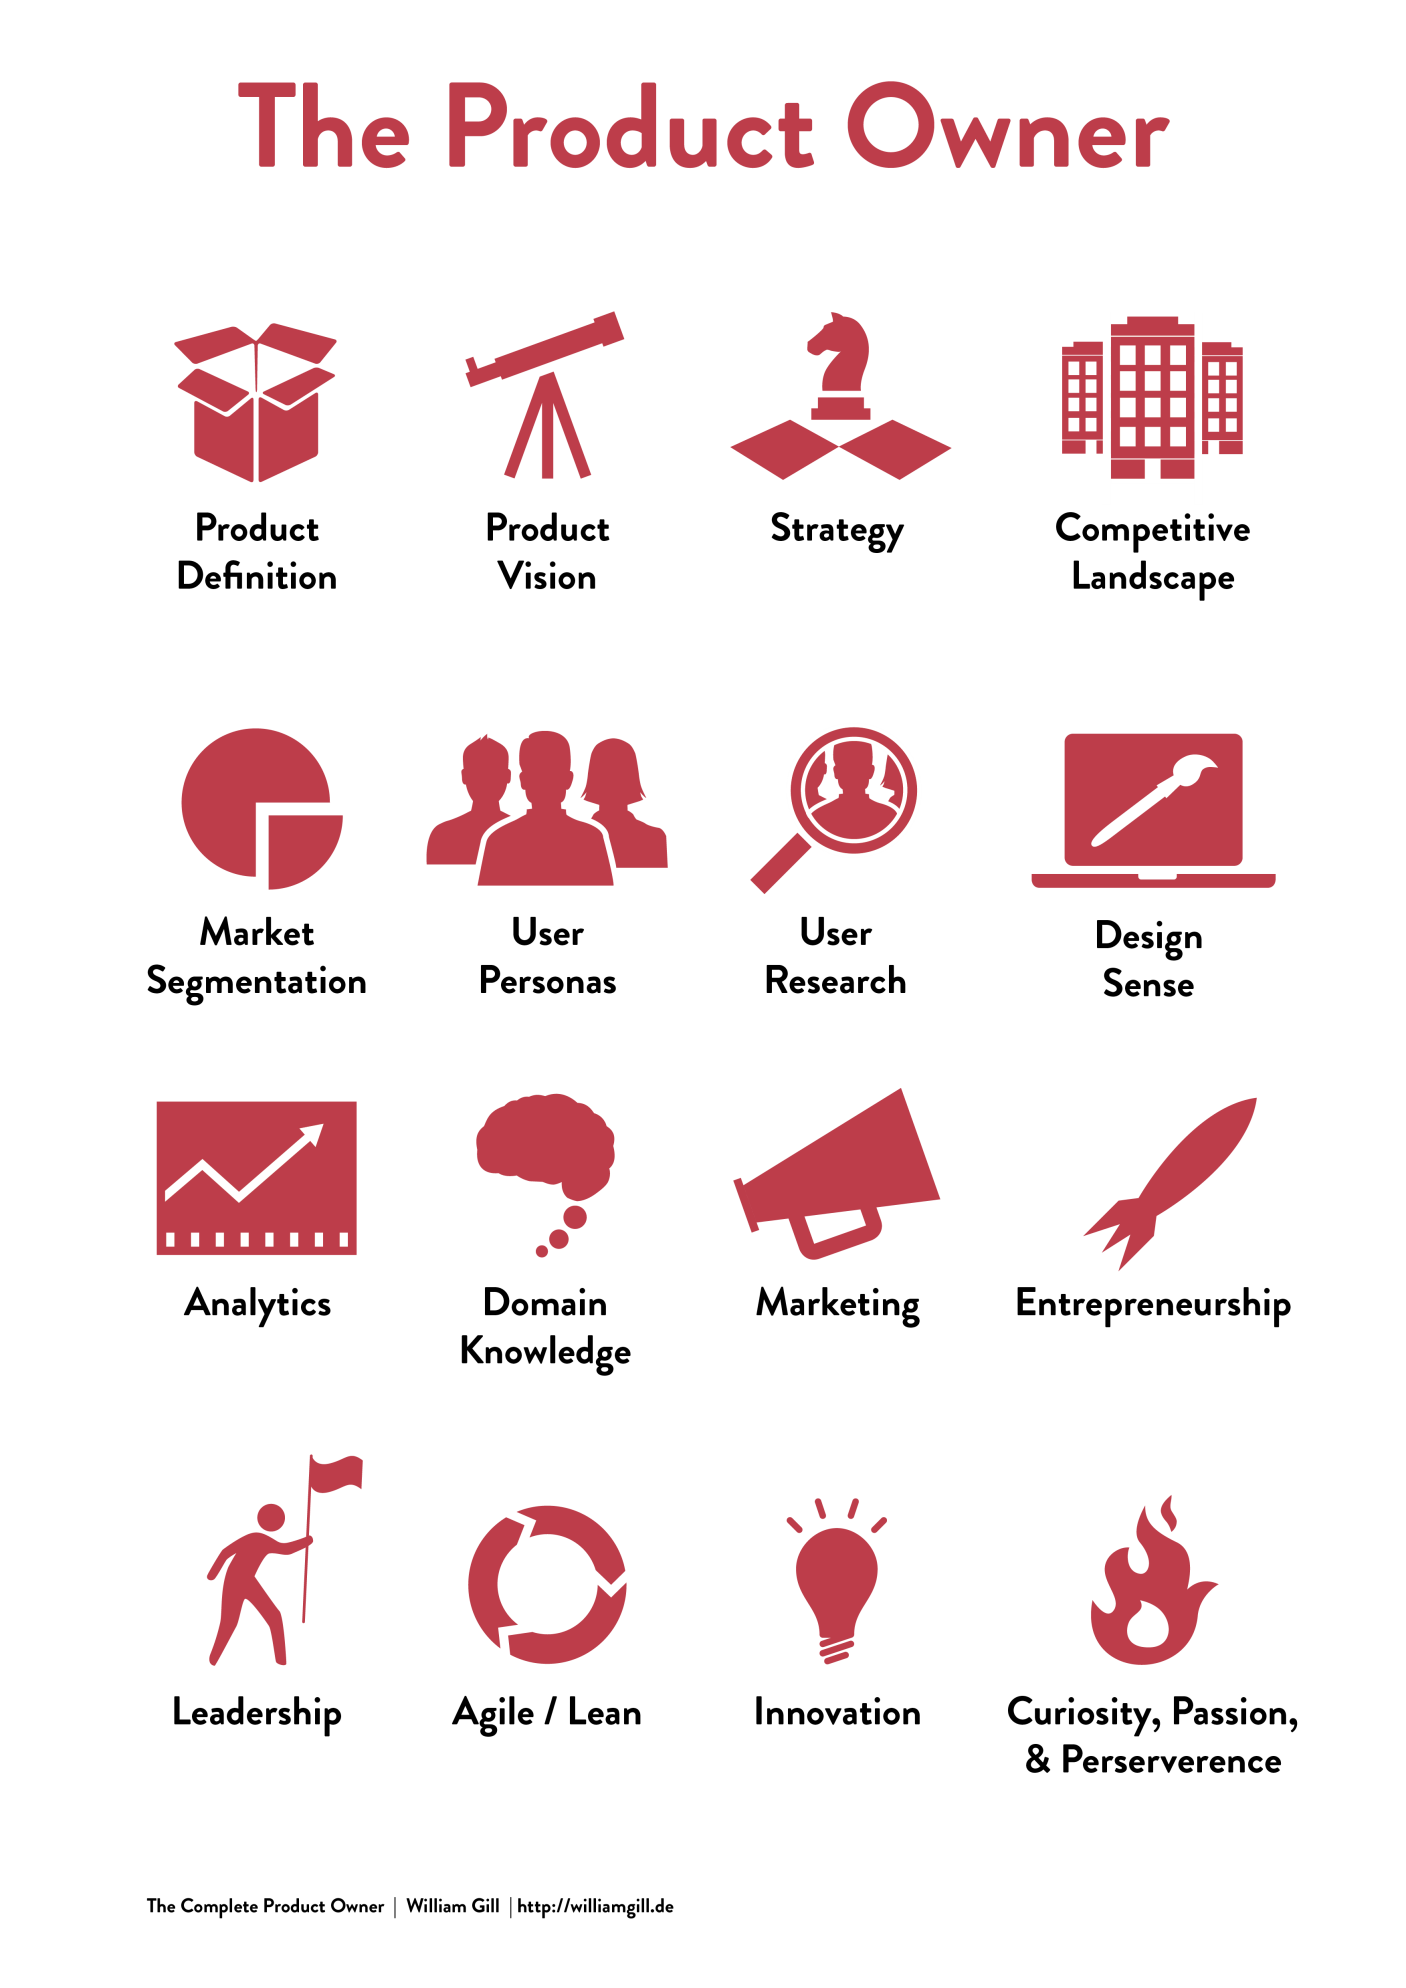 The Product Owner
Product
Definition
Product
Vision
Strategy
Competitive
Landscape
Market
Segmentation
User
Personas
User
Research
Design
Sense
Analytics
Domain
Knowledge
Marketing
Entrepreneurship
Leadership
Agile / Lean
Innovation
Curiosity, Passion,
& Perserverence
The Complete Product Owner | William Gill | http://williamgill.de